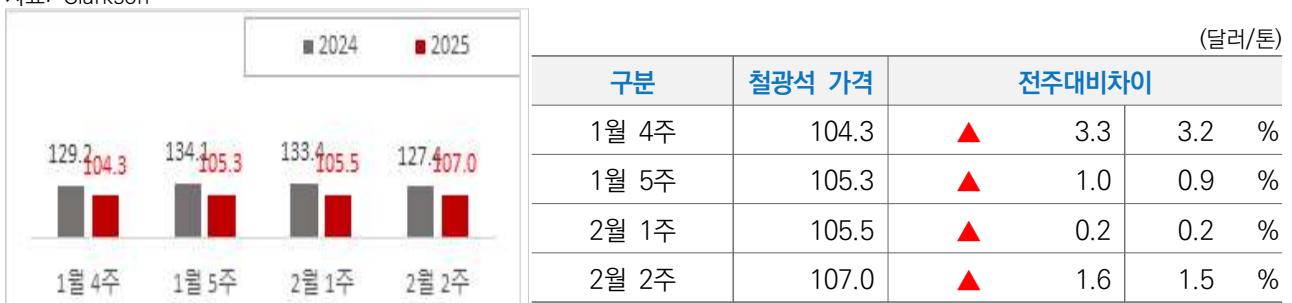 자료: Clarkson
■ 2024 ■ 2025
129.2 104.3 134.1 105.3 133.4 105.5 127.4 107.0
1월 4주 1월 5주 2월 1주 2월 2주
(달러/톤)
구분 철광석 가격 전주대비차이
1월 4주 104.3 ▲ 3.3 3.2 %
1월 5주 105.3 ▲ 1.0 0.9 %
2월 1주 105.5 ▲ 0.2 0.2 %
2월 2주 107.0 ▲ 1.6 1.5 %